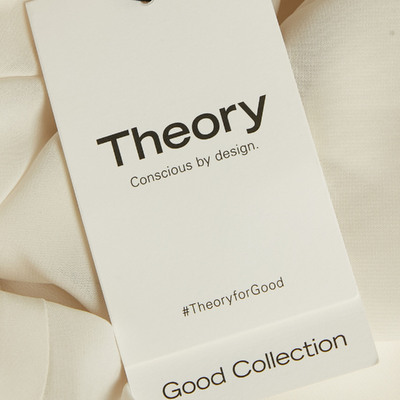 Theory
Conscious by design.
#TheoryforGood
Good Collection